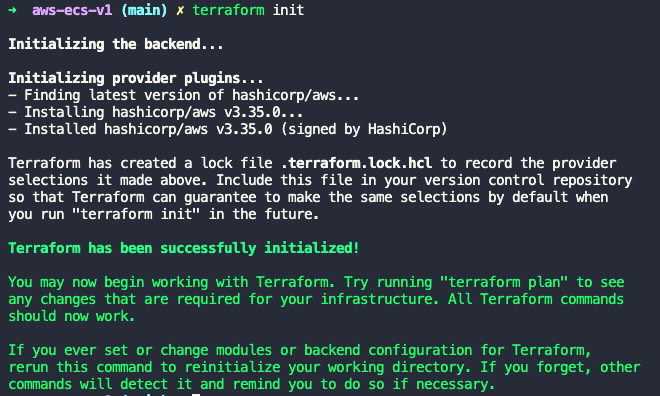 → aws-ecs-v1 (main) ✗ terraform init
Initializing the backend...
Initializing provider plugins...
- Finding latest version of hashicorp/aws...
- Installing hashicorp/aws v3.35.0...
- Installed hashicorp/aws v3.35.0 (signed by HashiCorp)
Terraform has created a lock file .terraform.lock.hcl to record the provider
selections it made above. Include this file in your version control repository
so that Terraform can guarantee to make the same selections by default when
you run "terraform init" in the future.
Terraform has been successfully initialized!
You may now begin working with Terraform. Try running "terraform plan" to see
any changes that are required for your infrastructure. All Terraform commands
should now work.
If you ever set or change modules or backend configuration for Terraform,
rerun this command to reinitialize your working directory. If you forget, other
commands will detect it and remind you to do so if necessary.